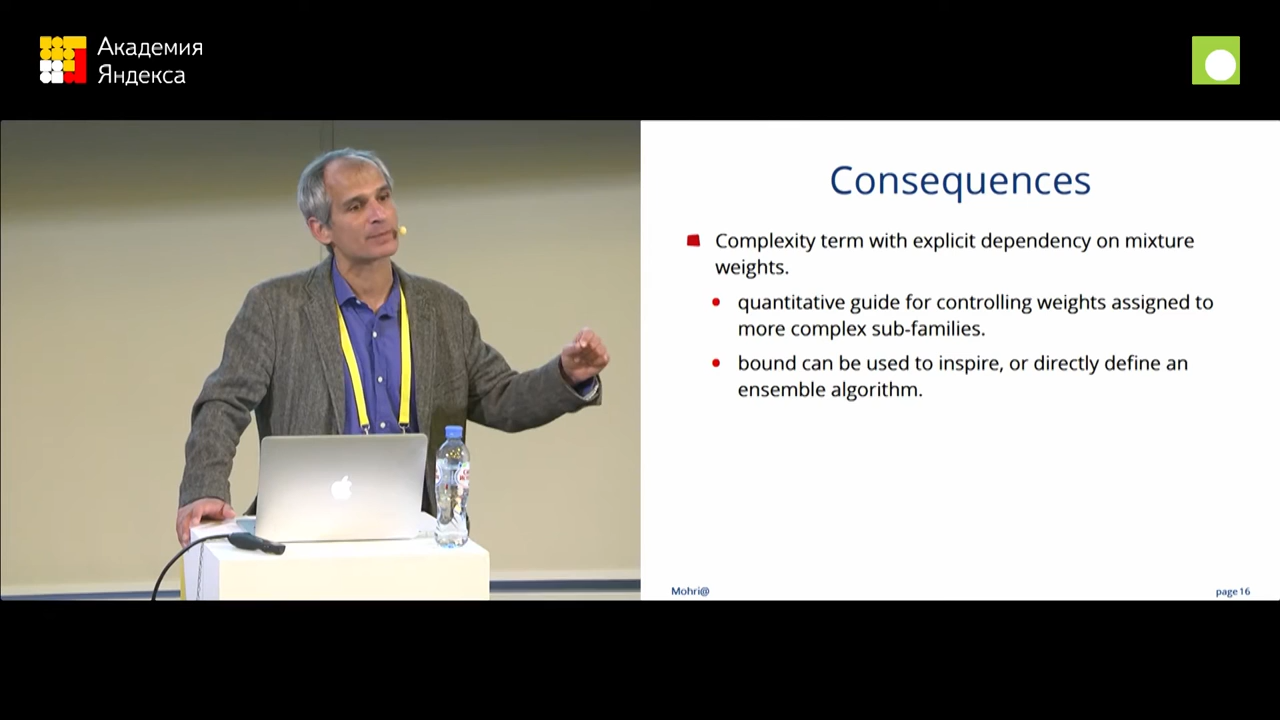 Академия
Яндекса
Consequences
Complexity term with explicit dependency on mixture
weights.
quantitative guide for controlling weights assigned to
more complex sub-families.
bound can be used to inspire, or directly define an
ensemble algorithm.
Mohri@
page 16